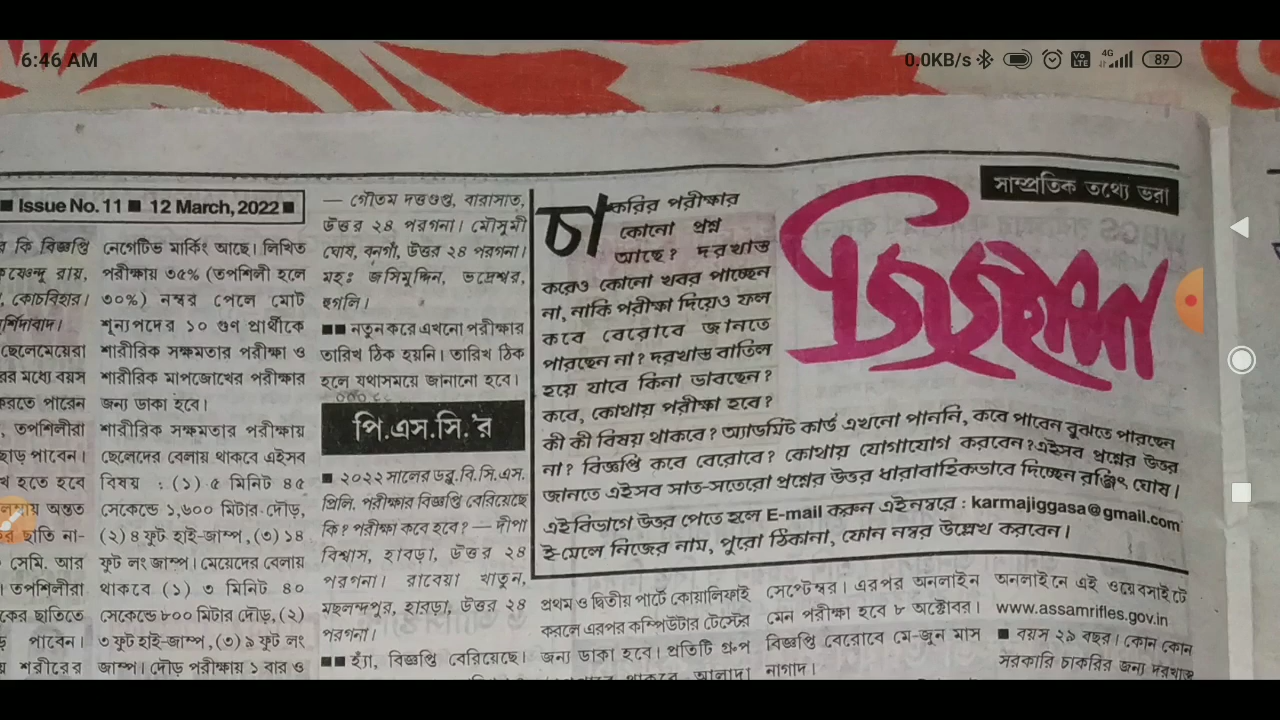 6:46 AM
0.0KB/s
4G
89
■ Issue No. 11 ■ 12 March, 2022 ■
র কি বিজ্ঞপ্তি
রায়,
কোচবিহার।
ছেলেমেয়েরা
মধ্যে বয়স
করতে পারেন
, তপশিলীরা
ছাড় পাবেন।
হতে হবে
অন্তত
ছাতি না-
সেমি. আর
। তপশিলীরা
ছাতিতে
পাবেন।
শরীরের
নেগেটিভ মার্কিং আছে। লিখিত
পরীক্ষায় ৩৫% (তপশিলী হলে
৩০%) নম্বর পেলে মোট
শূন্যপদের ১০ গুণ প্রার্থীকে
শারীরিক সক্ষমতার পরীক্ষা ও
শারীরিক মাপজোখের পরীক্ষার
জন্য ডাকা হবে।
শারীরিক সক্ষমতার পরীক্ষায়
ছেলেদের বেলায় থাকবে এইসব
বিষয় : (১) ৫ মিনিট ৪৫
সেকেন্ডে ১,৬০০ মিটার দৌড়,
(২) ৪ ফুট হাই-জাম্প, (৩) ১৪
ফুট লং জাম্প। মেয়েদের বেলায়
থাকবে (১) ৩ মিনিট ৪০
সেকেন্ডে ৮০০ মিটার দৌড়, (২)
৩ ফুট হাই-জাম্প, (৩) ৯ ফুট লং
জাম্প। দৌড় পরীক্ষায় ১ বার ও
— গৌতম দত্তগুপ্ত, বারাসাত,
উত্তর ২৪ পরগনা। মৌসুমী
ঘোষ, বনগাঁ, উত্তর ২৪ পরগনা।
মহঃ জসিমুদ্দিন, ভদ্রেশ্বর,
হুগলি।
■■ নতুন করে এখনো পরীক্ষার
তারিখ ঠিক হয়নি। তারিখ ঠিক
হলে যথাসময়ে জানানো হবে।
পি.এস.সি.'র
■ ২০২২ সালের ডব্লু.বি.সি.এস.
প্রিলি. পরীক্ষার বিজ্ঞপ্তি বেরিয়েছে
কি? পরীক্ষা কবে হবে? — দীপা
বিশ্বাস, হাবড়া, উত্তর ২৪
পরগনা। রাবেয়া খাতুন,
মছলন্দপুর, হাবড়া, উত্তর ২৪
পরগনা।
■■ হ্যাঁ, বিজ্ঞপ্তি বেরিয়েছে।
সাম্প্রতিক তথ্যে ভরা
জিজ্ঞাসা
চাকরির পরীক্ষার
কোনো প্রশ্ন
আছে? দরখাস্ত
করেও কোনো খবর পাচ্ছেন
না, নাকি পরীক্ষা দিয়েও ফল
কবে বেরোবে জানতে
পারছেন না? দরখাস্ত বাতিল
হয়ে যাবে কিনা ভাবছেন?
কবে, কোথায় পরীক্ষা হবে?
কী কী বিষয় থাকবে? অ্যাডমিট কার্ড এখনো পাননি, কবে পাবেন বুঝতে পারছেন
না? বিজ্ঞপ্তি কবে বেরোবে? কোথায় যোগাযোগ করবেন? এইসব প্রশ্নের উত্তর
জানতে এইসব সাত-সতেরো প্রশ্নের উত্তর ধারাবাহিকভাবে দিচ্ছেন রঞ্জিৎ ঘোষ।
এই বিভাগে উত্তর পেতে হলে E-mail করুন এই নম্বরে : karmajiggasa@gmail.com
ই-মেলে নিজের নাম, পুরো ঠিকানা, ফোন নম্বর উল্লেখ করবেন।
প্রথম ও দ্বিতীয় পার্টে কোয়ালিফাই
করলে এরপর কম্পিউটার টেস্টের
জন্য ডাকা হবে। প্রতিটি গ্রুপ
সেপ্টেম্বর। এরপর অনলাইন
মেন পরীক্ষা হবে ৮ অক্টোবর।
বিজ্ঞপ্তি বেরোবে মে-জুন মাস
নাগাদ।
অনলাইনে এই ওয়েবসাইটে
www.assamrifles.gov.in
■ বয়স ২৯ বছর। কোন কোন
সরকারি চাকরির জন্য দরখাস্ত